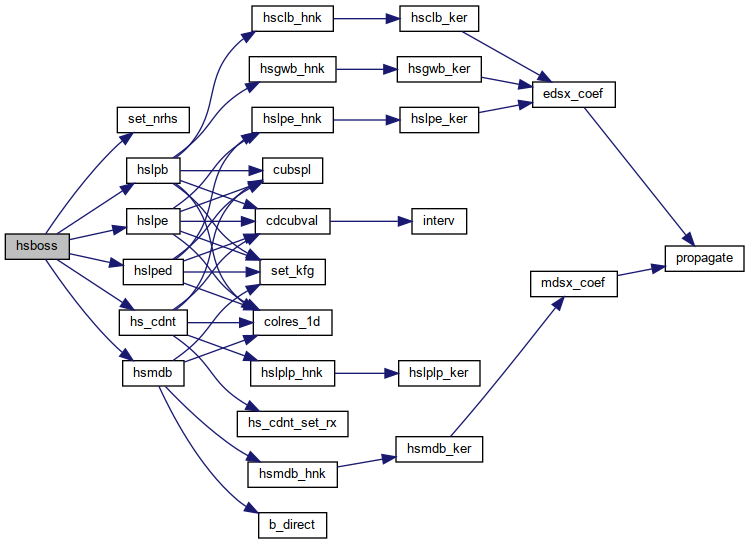 hsboss
set_nrhs
hslpb
hslpe
hslped
hs_cdnt
hsmdb
hsclb_hnk
hsgwb_hnk
hslpe_hnk
cubspl
cdcubval
set_kfg
colres_1d
hslplp_hnk
hs_cdnt_set_rx
hsmdb_hnk
b_direct
hsclb_ker
hsgwb_ker
hslpe_ker
interv
hslplp_ker
hsmdb_ker
edsx_coef
mdsx_coef
propagate